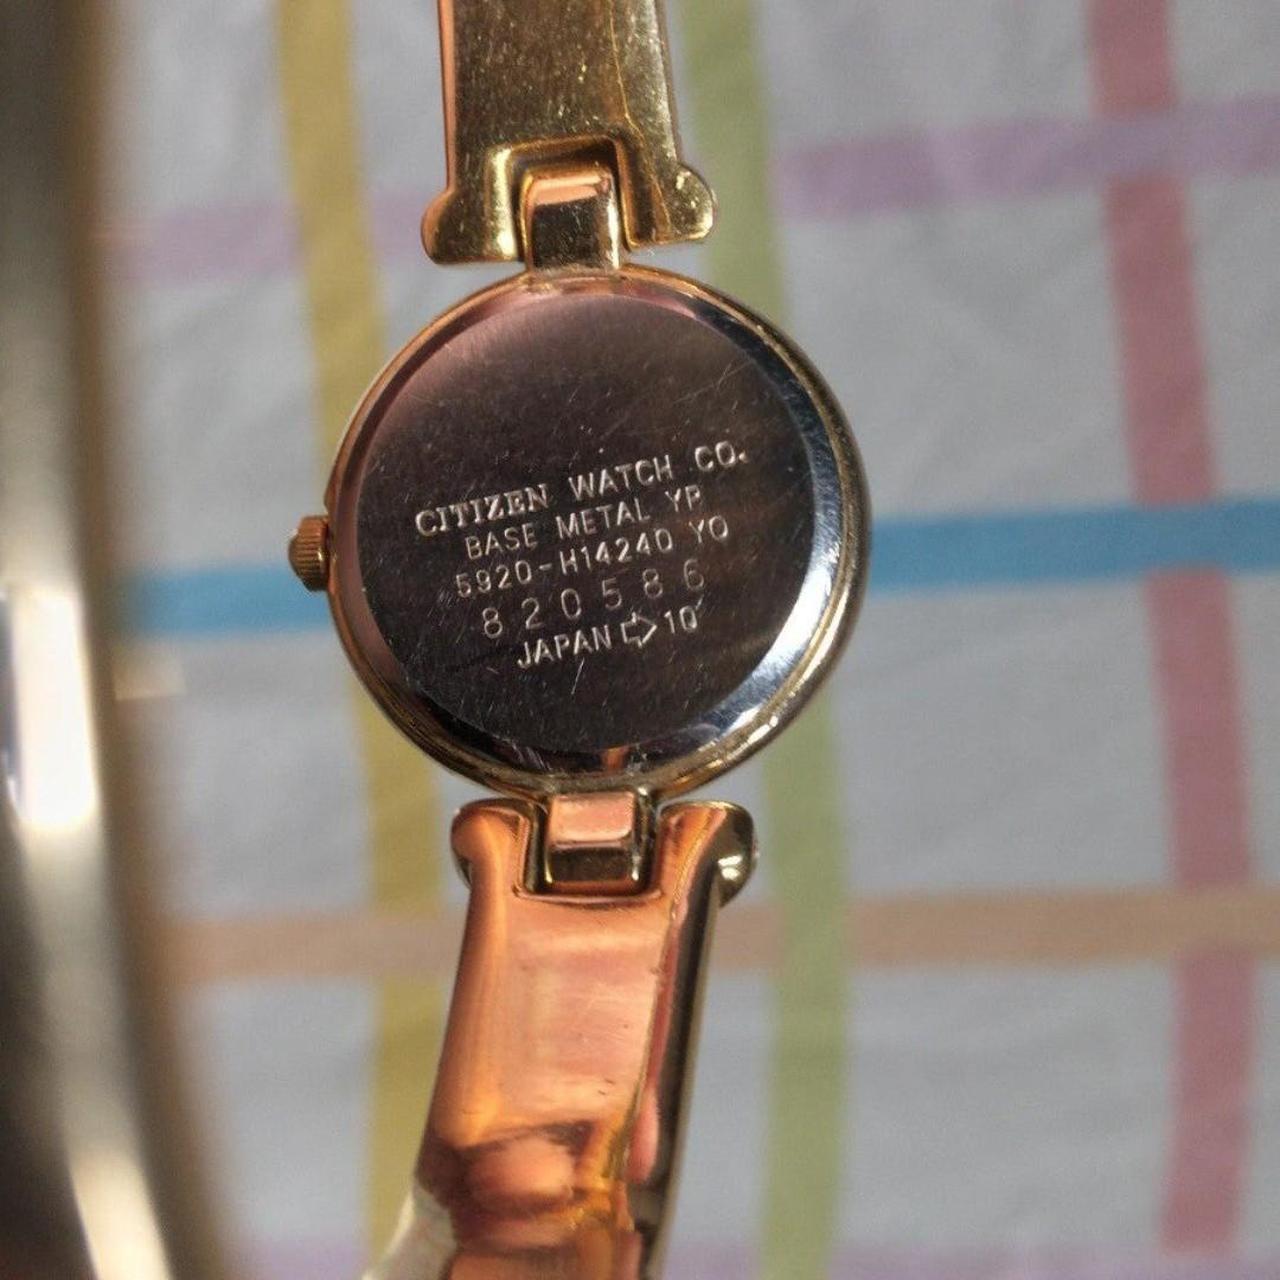 CITIZEN WATCH CO.
BASE METAL YP
5920-H14240 YO
820586
JAPAN ⇨ 10